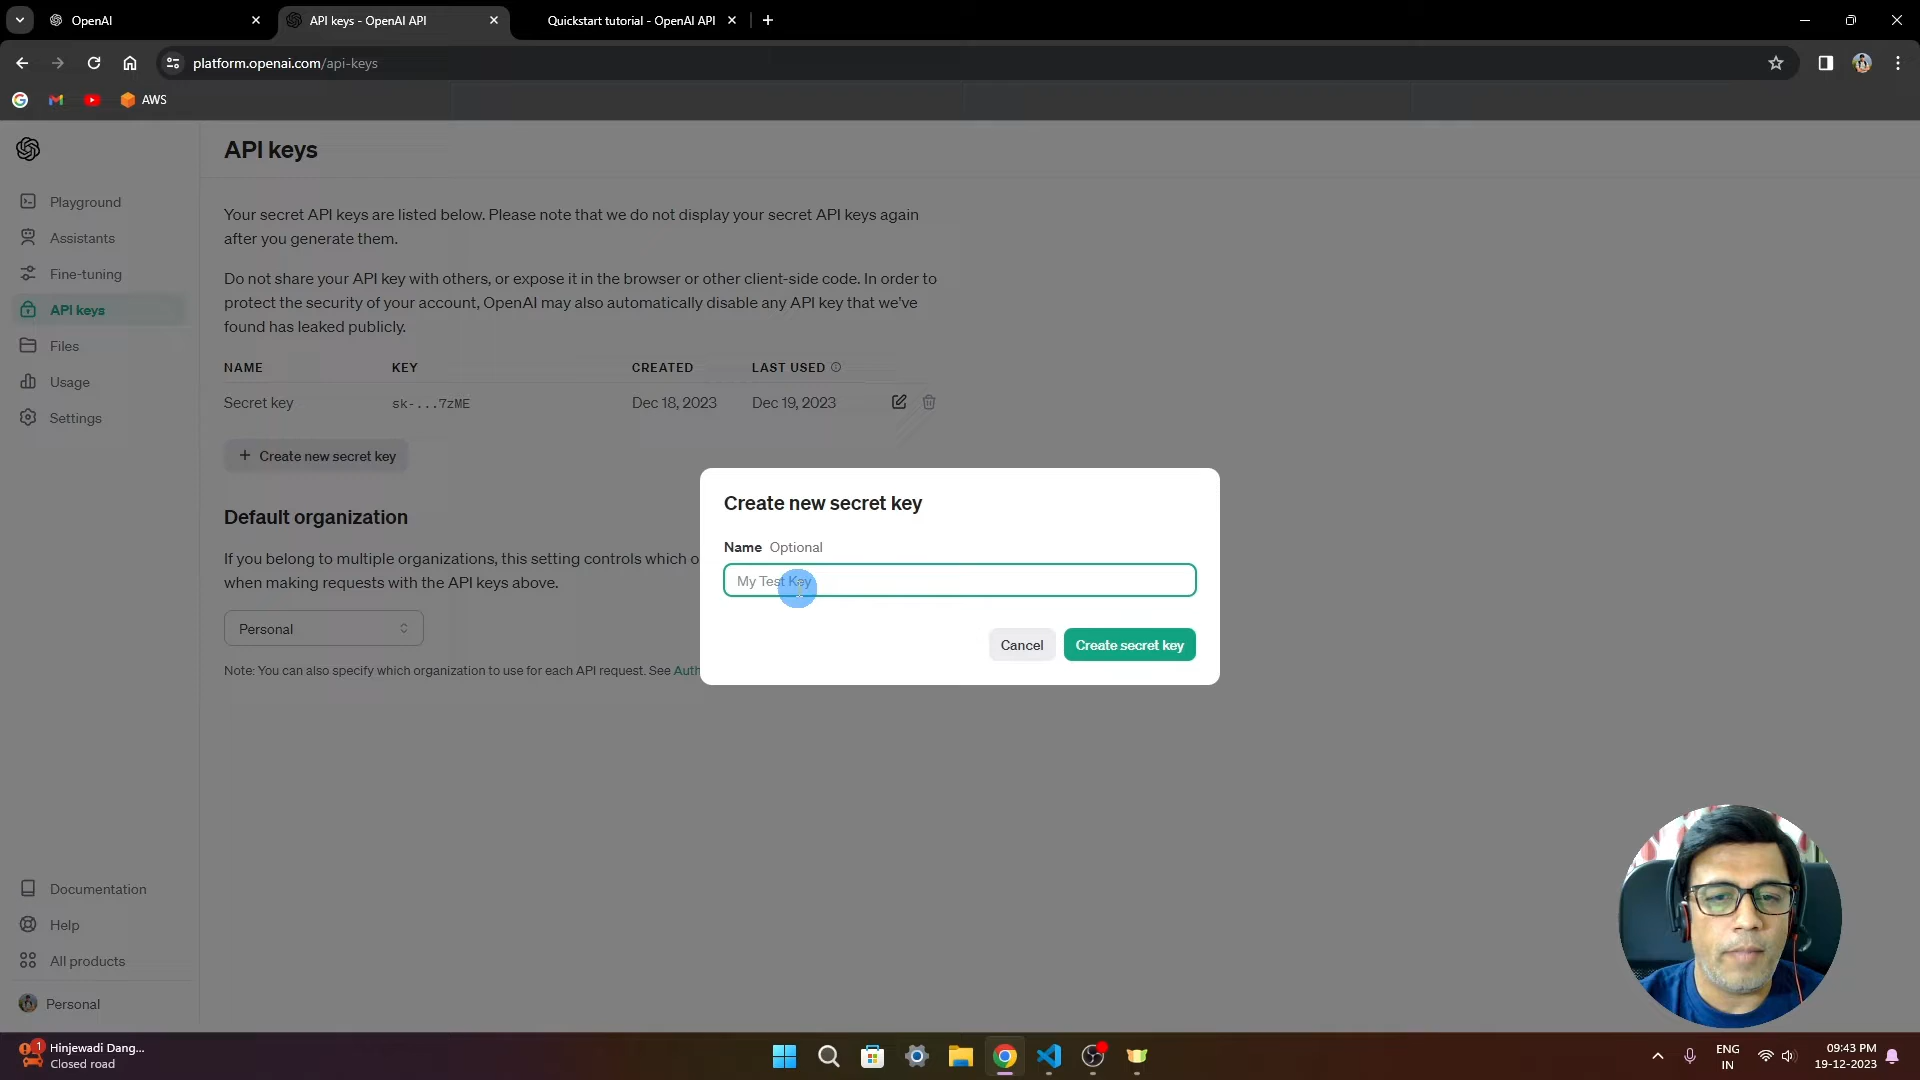 OpenAI
API keys - OpenAI API
Quickstart tutorial - OpenAI API
platform.openai.com/api-keys
AWS
API keys
Playground
Assistants
Fine-tuning
API keys
Files
Usage
Settings
Your secret API keys are listed below. Please note that we do not display your secret API keys again
after you generate them.
Do not share your API key with others, or expose it in the browser or other client-side code. In order to
protect the security of your account, OpenAI may also automatically disable any API key that we've
found has leaked publicly.
NAME KEY CREATED LAST USED
Secret key sk-...7zME Dec 18, 2023 Dec 19, 2023
+ Create new secret key
Default organization
If you belong to multiple organizations, this setting controls which o
when making requests with the API keys above.
Personal
Note: You can also specify which organization to use for each API request. See Auth
Create new secret key
Name Optional
My Test Key
Cancel
Create secret key
Documentation
Help
All products
Personal
1
Hinjewadi Dang...
Closed road
ENG
IN
09:43 PM
19-12-2023